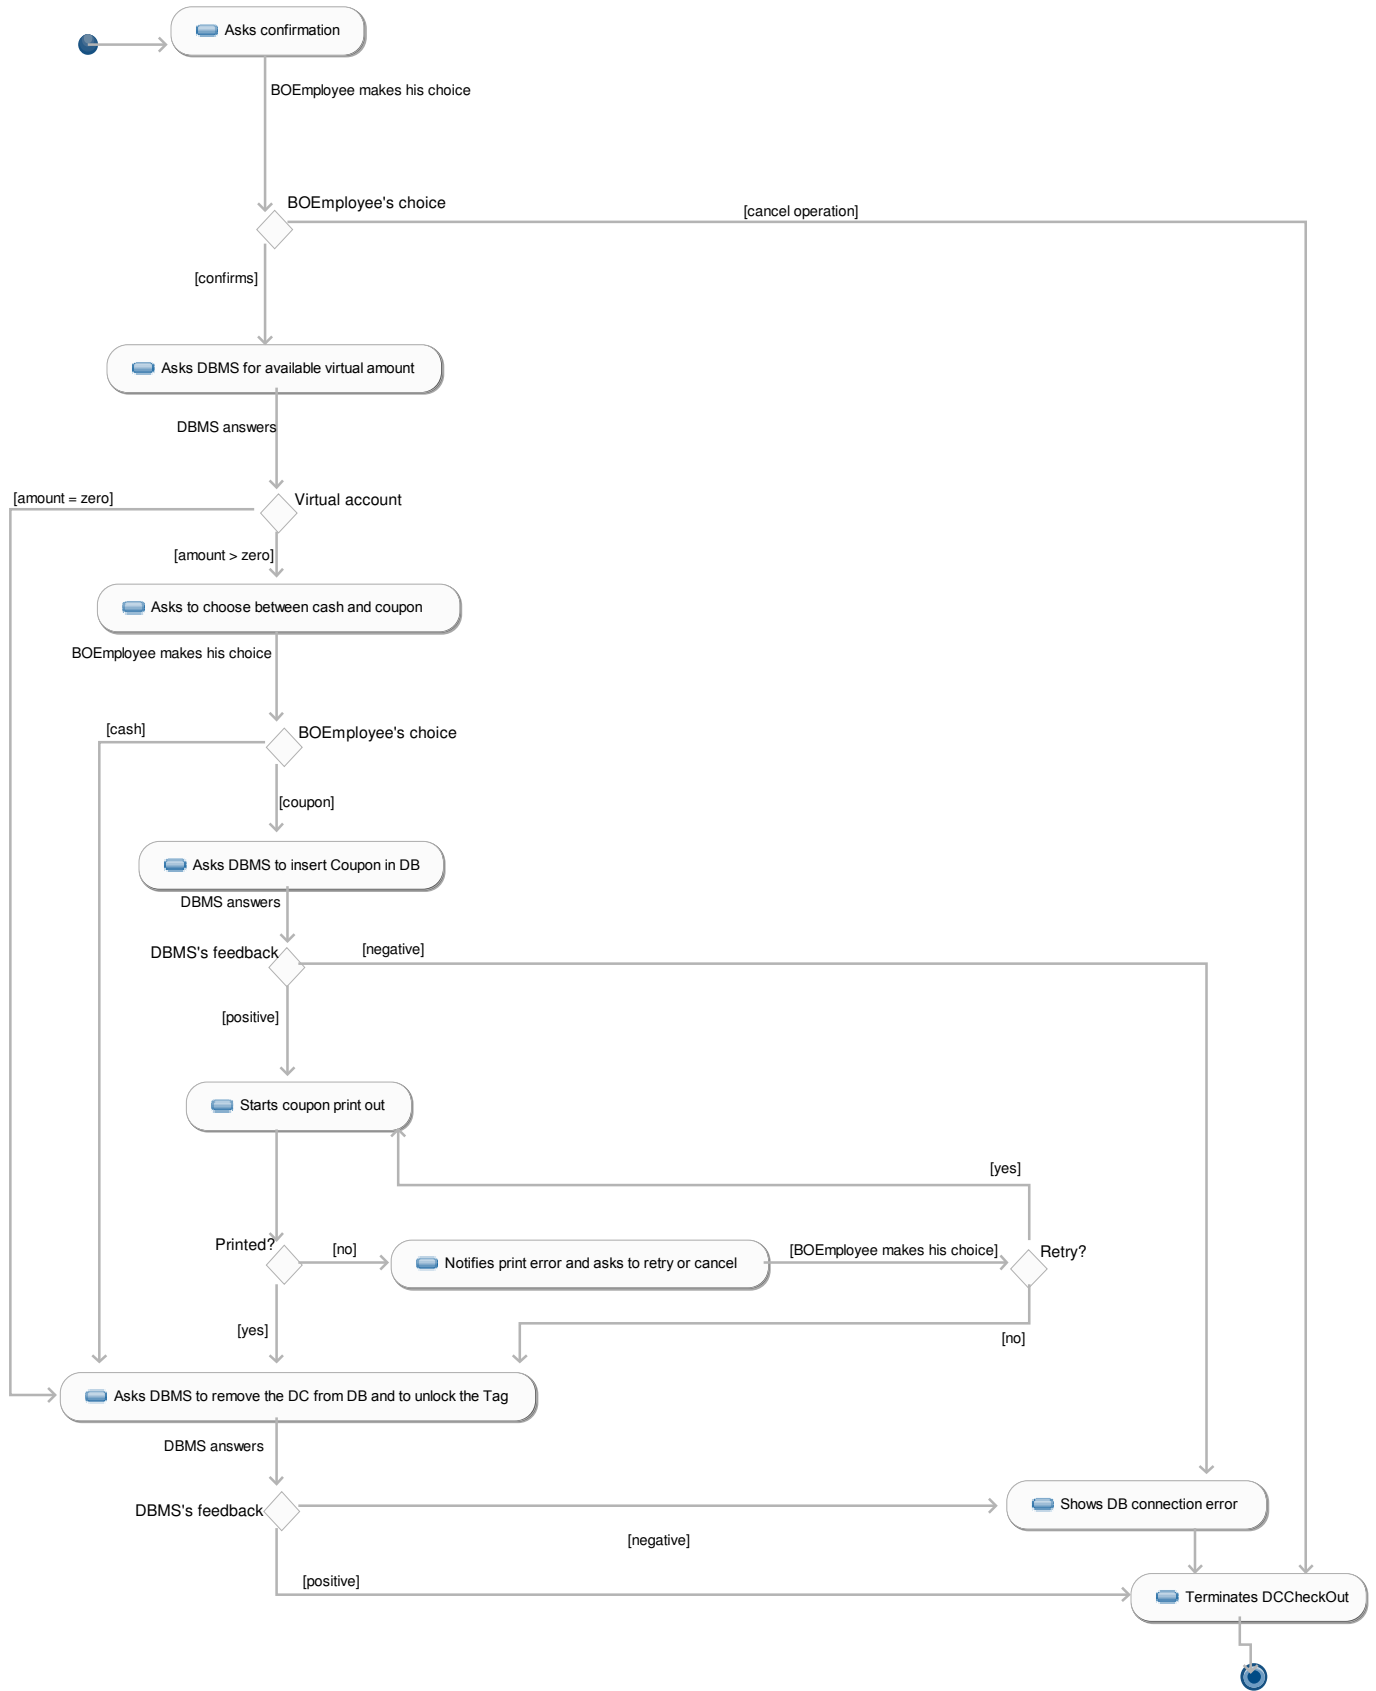 Asks confirmation
BOEmployee makes his choice
BOEmployee's choice
[cancel operation]
[confirms]
Asks DBMS for available virtual amount
DBMS answers
[amount = zero]
Virtual account
[amount > zero]
Asks to choose between cash and coupon
BOEmployee makes his choice
[cash]
BOEmployee's choice
[coupon]
Asks DBMS to insert Coupon in DB
DBMS answers
DBMS's feedback
[negative]
[positive]
Starts coupon print out
[yes]
Printed?
[no]
Notifies print error and asks to retry or cancel
[BOEmployee makes his choice]
Retry?
[yes]
[no]
Asks DBMS to remove the DC from DB and to unlock the Tag
DBMS answers
DBMS's feedback
Shows DB connection error
[negative]
[positive]
Terminates DCCheckOut